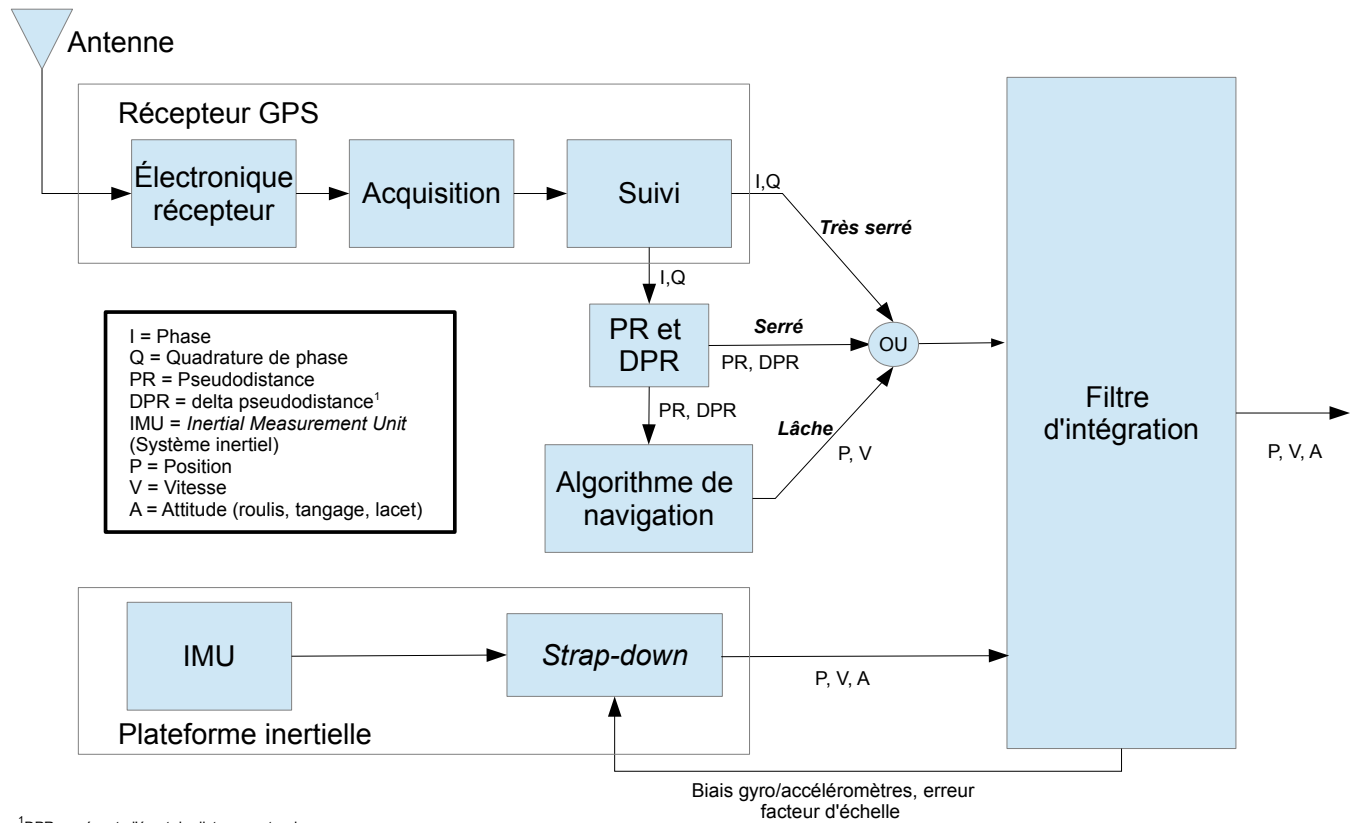 Antenne
Récepteur GPS
Électronique
récepteur
Acquisition
Suivi
I,Q
Très serré
I,Q
PR et
DPR
Serré
PR, DPR
OU
PR, DPR
Lâche
P, V
Algorithme de
navigation
Filtre
d'intégration
P, V, A
I = Phase
Q = Quadrature de phase
PR = Pseudodistance
DPR = delta pseudodistance1
IMU = Inertial Measurement Unit
(Système inertiel)
P = Position
V = Vitesse
A = Attitude (roulis, tangage, lacet)
IMU
Strap-down
P, V, A
Plateforme inertielle
Biais gyro/accéléromètres, erreur
facteur d'échelle